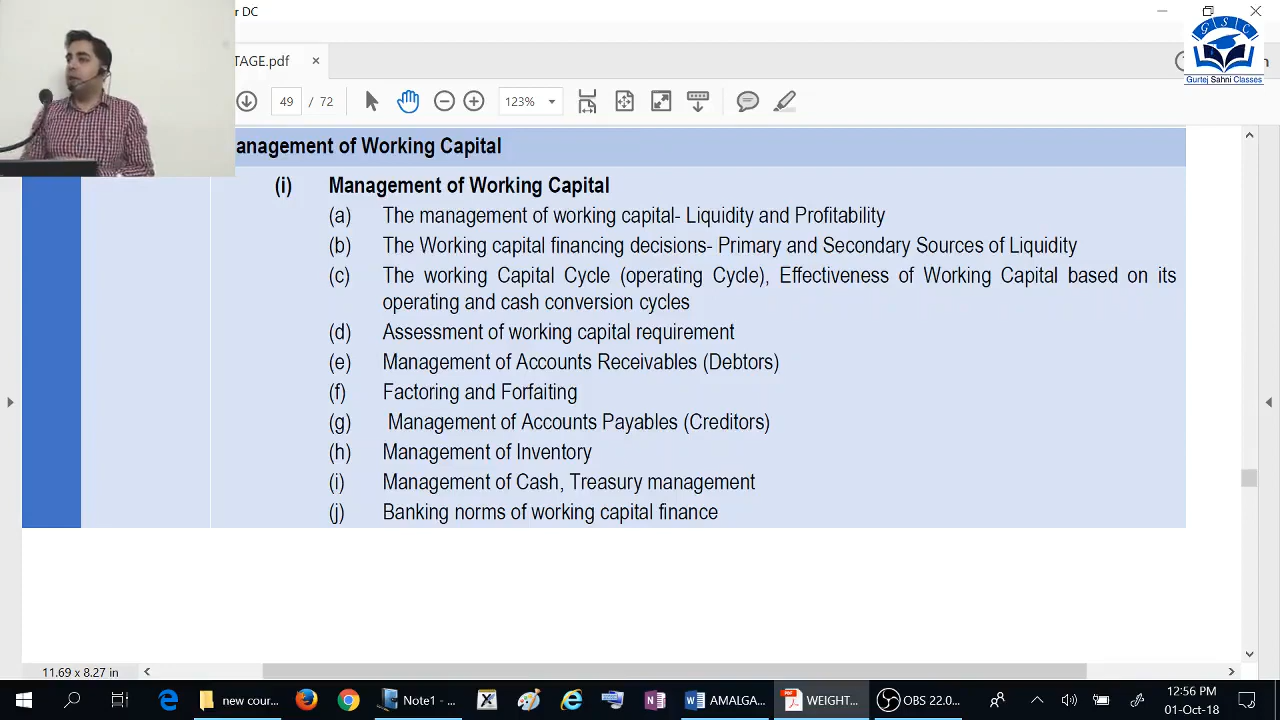 r DC
GSC
Gurtej Sahni Classes
TAGE.pdf
49 / 72
123%
anagement of Working Capital
(i) Management of Working Capital
(a) The management of working capital- Liquidity and Profitability
(b) The Working capital financing decisions- Primary and Secondary Sources of Liquidity
(c) The working Capital Cycle (operating Cycle), Effectiveness of Working Capital based on its
operating and cash conversion cycles
(d) Assessment of working capital requirement
(e) Management of Accounts Receivables (Debtors)
(f) Factoring and Forfaiting
(g) Management of Accounts Payables (Creditors)
(h) Management of Inventory
(i) Management of Cash, Treasury management
(j) Banking norms of working capital finance
11.69 x 8.27 in
new cour...
Note1 - ...
AMALGA...
WEIGHT...
OBS 22.0...
12:56 PM
01-Oct-18